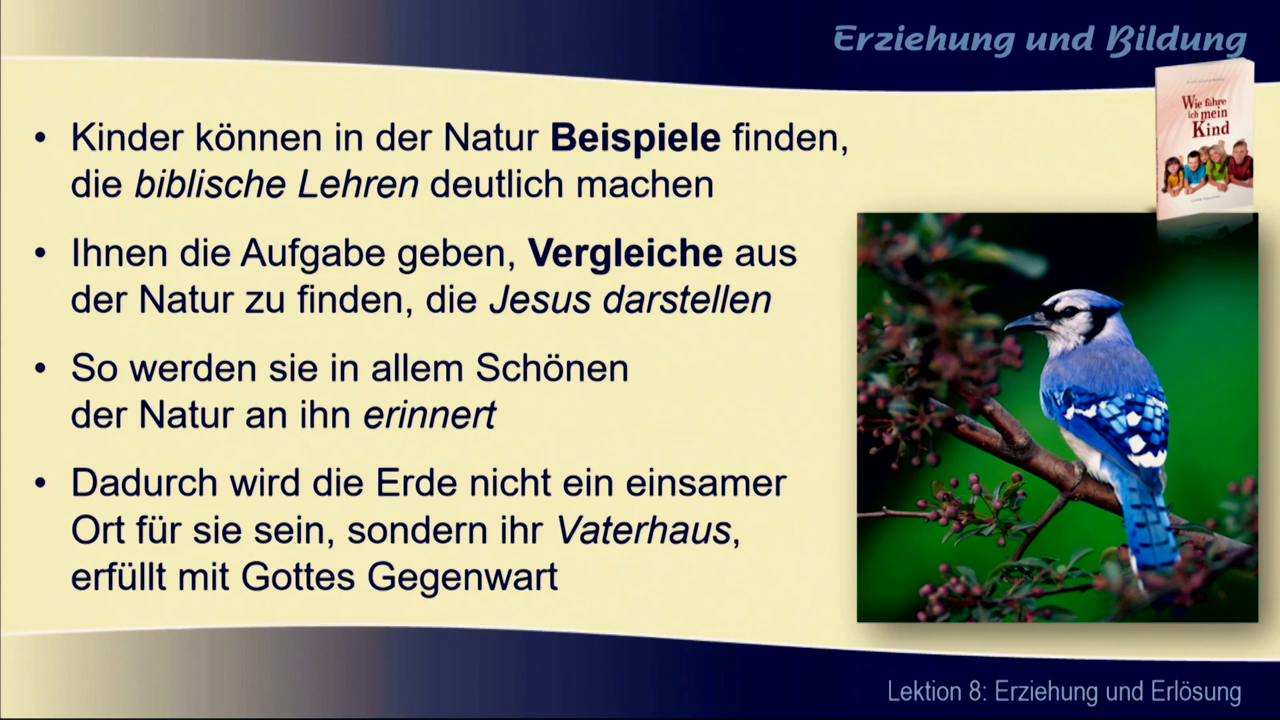 Erziehung und Bildung
Wie führe
ich mein
Kind
• Kinder können in der Natur Beispiele finden,
die biblische Lehren deutlich machen
• Ihnen die Aufgabe geben, Vergleiche aus
der Natur zu finden, die Jesus darstellen
• So werden sie in allem Schönen
der Natur an ihn erinnert
• Dadurch wird die Erde nicht ein einsamer
Ort für sie sein, sondern ihr Vaterhaus,
erfüllt mit Gottes Gegenwart
Lektion 8: Erziehung und Erlösung